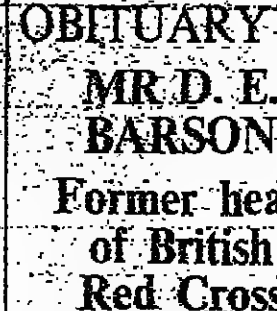 OBITUARY
MR D. E.
BARSON
Former hea
of British
Red Cross